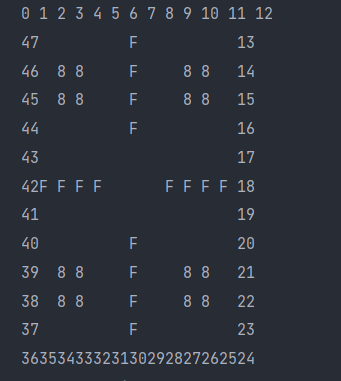 0 1 2 3 4 5 6 7 8 9 10 11 12
47          F           13
46  8 8     F     8 8   14
45  8 8     F     8 8   15
44          F           16
43                      17
42F F F F       F F F F 18
41                      19
40          F           20
39  8 8     F     8 8   21
38  8 8     F     8 8   22
37          F           23
36353433323130292827262524